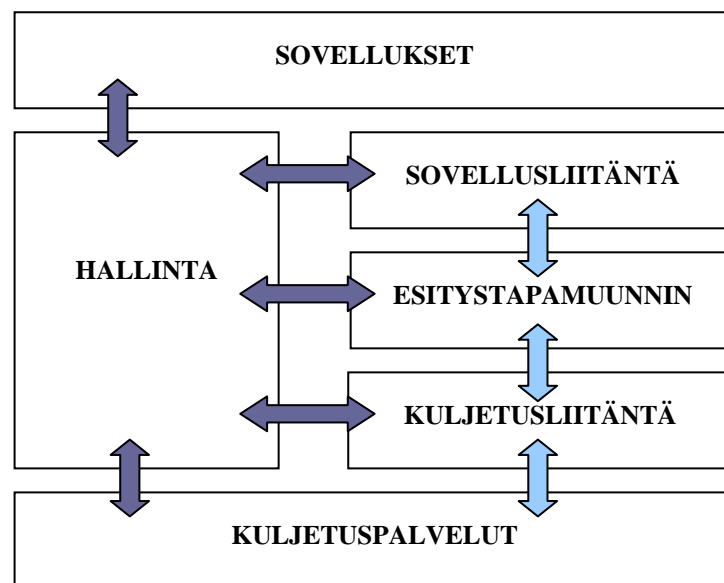 SOVELLUKSET
SOVELLUSLIITÄNTÄ
HALLINTA
ESITYSTAPAMUUNNIN
KULJETUSLIITÄNTÄ
KULJETUSPALVELUT